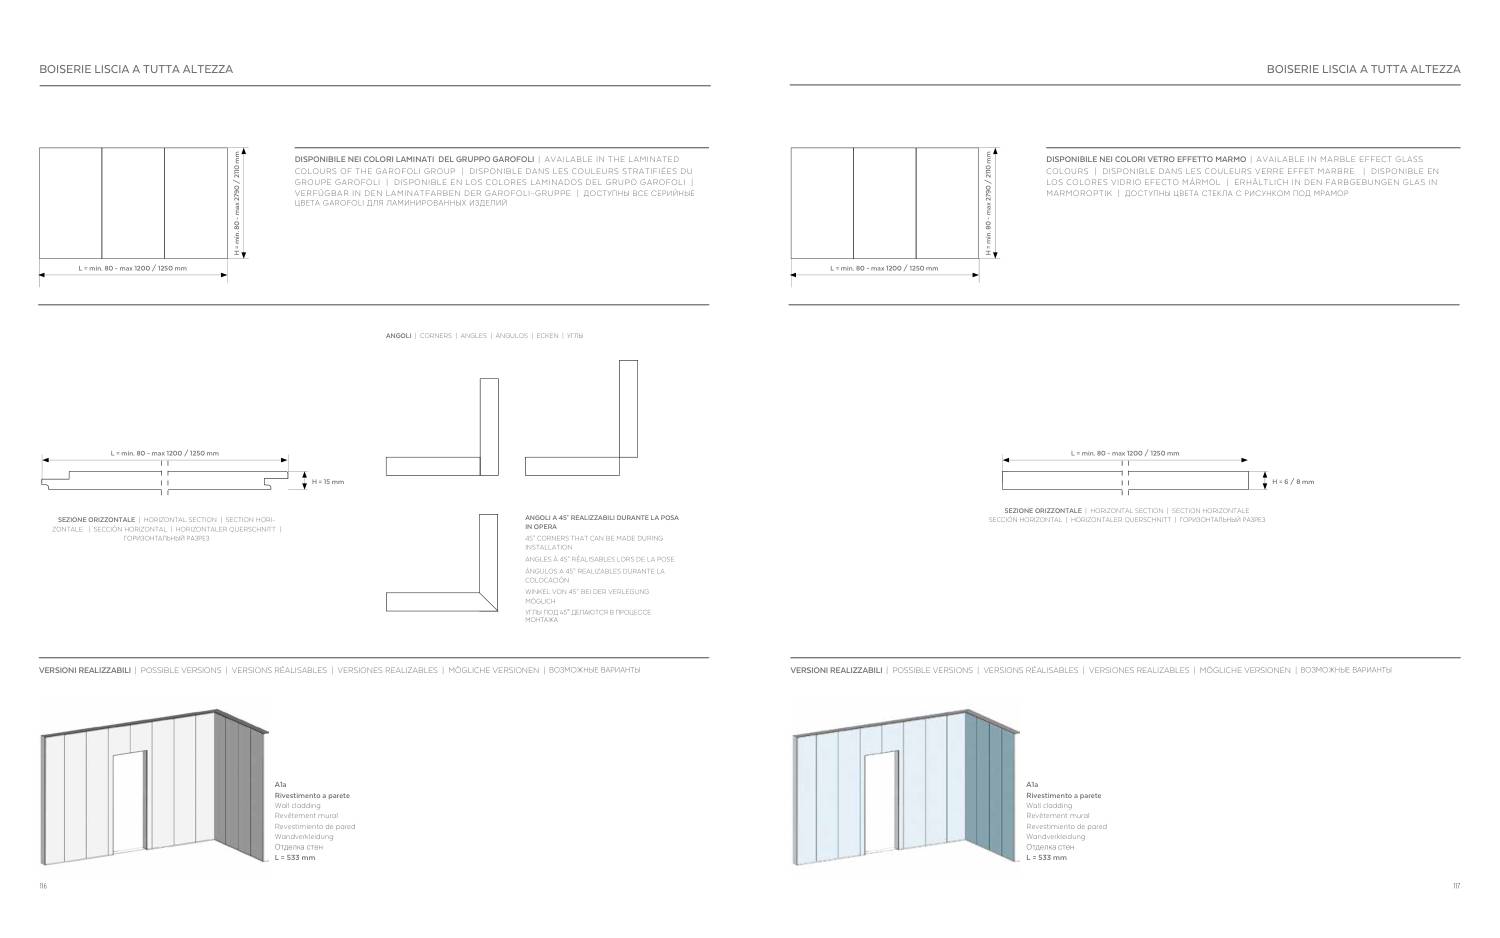 BOISERIE LISCIA A TUTTA ALTEZZA
DISPONIBILE NEI COLORI LAMINATI DEL GRUPPO GAROFOLI | AVAILABLE IN THE LAMINATED
COLOURS OF THE GAROFOLI GROUP | DISPONIBLE DANS LES COULEURS STRATIFIÉES DU
GROUPE GAROFOLI | DISPONIBLE EN LOS COLORES LAMINADOS DEL GRUPO GAROFOLI |
VERFÜGBAR IN DEN LAMINATFARBEN DER GAROFOLI-GRUPPE | ДОСТУПНЫ ВСЕ СЕРИЙНЫЕ
ЦВЕТА GAROFOLI ДЛЯ ЛАМИНИРОВАННЫХ ИЗДЕЛИЙ
H = min. 80 - max 2790 / 2110 mm
L = min. 80 - max 1200 / 1250 mm
ANGOLI | CORNERS | ANGLES | ÁNGULOS | ECKEN | УГЛЫ
L = min. 80 - max 1200 / 1250 mm
H = 15 mm
SEZIONE ORIZZONTALE | HORIZONTAL SECTION | SECTION HORI-
ZONTALE | SECCIÓN HORIZONTAL | HORIZONTALER QUERSCHNITT |
ГОРИЗОНТАЛЬНЫЙ РАЗРЕЗ
ANGOLI A 45° REALIZZABILI DURANTE LA POSA
IN OPERA
45° CORNERS THAT CAN BE MADE DURING
INSTALLATION
ANGLES À 45° RÉALISABLES LORS DE LA POSE
ÁNGULOS A 45° REALIZABLES DURANTE LA
COLOCACIÓN
WINKEL VON 45° BEI DER VERLEGUNG
MÖGLICH
УГЛЫ ПОД 45° ДЕЛАЮТСЯ В ПРОЦЕССЕ
МОНТАЖА
VERSIONI REALIZZABILI | POSSIBLE VERSIONS | VERSIONS RÉALISABLES | VERSIONES REALIZABLES | MÖGLICHE VERSIONEN | ВОЗМОЖНЫЕ ВАРИАНТЫ
A1a
Rivestimento a parete
Wall cladding
Revêtement mural
Revestimiento de pared
Wandverkleidung
Отделка стен
L = 533 mm
116
BOISERIE LISCIA A TUTTA ALTEZZA
DISPONIBILE NEI COLORI VETRO EFFETTO MARMO | AVAILABLE IN MARBLE EFFECT GLASS
COLOURS | DISPONIBLE DANS LES COULEURS VERRE EFFET MARBRE | DISPONIBLE EN
LOS COLORES VIDRIO EFECTO MÁRMOL | ERHÄLTLICH IN DEN FARBGEBUNGEN GLAS IN
MARMOROPTIK | ДОСТУПНЫ ЦВЕТА СТЕКЛА С РИСУНКОМ ПОД МРАМОР
H = min. 80 - max 2790 / 2110 mm
L = min. 80 - max 1200 / 1250 mm
L = min. 80 - max 1200 / 1250 mm
H = 6 / 8 mm
SEZIONE ORIZZONTALE | HORIZONTAL SECTION | SECTION HORIZONTALE
SECCIÓN HORIZONTAL | HORIZONTALER QUERSCHNITT | ГОРИЗОНТАЛЬНЫЙ РАЗРЕЗ
VERSIONI REALIZZABILI | POSSIBLE VERSIONS | VERSIONS RÉALISABLES | VERSIONES REALIZABLES | MÖGLICHE VERSIONEN | ВОЗМОЖНЫЕ ВАРИАНТЫ
A1a
Rivestimento a parete
Wall cladding
Revêtement mural
Revestimiento de pared
Wandverkleidung
Отделка стен
L = 533 mm
117